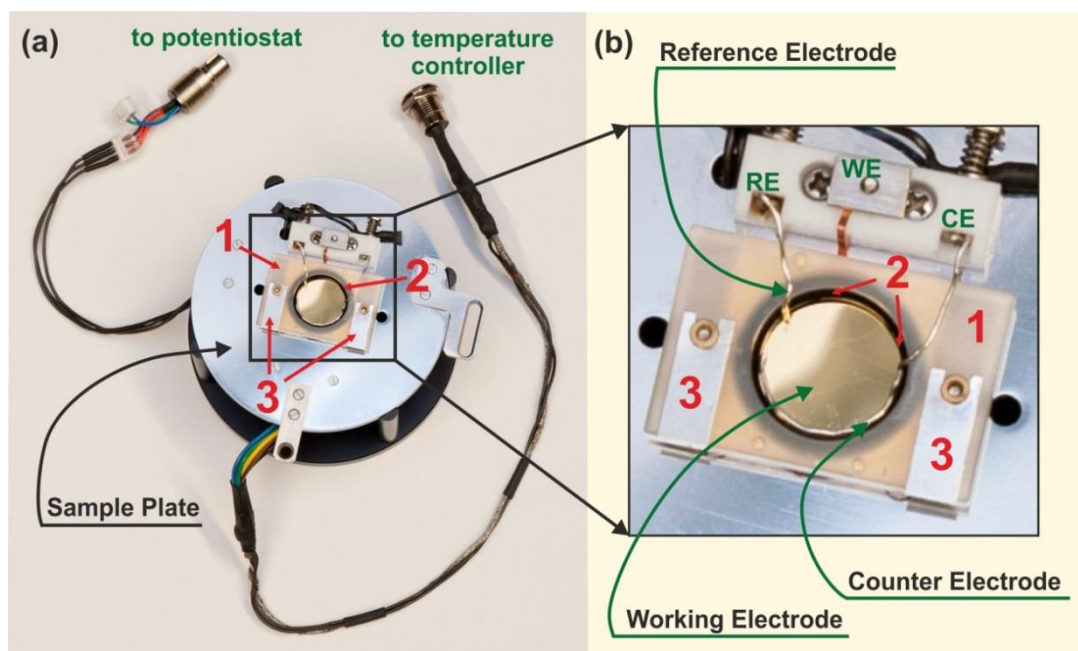 (a)
to potentiostat
to temperature
controller
1
2
3
Sample Plate
(b)
Reference Electrode
RE
WE
CE
2
1
3
3
Counter Electrode
Working Electrode